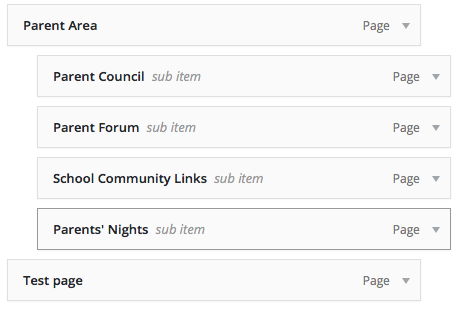 Parent Area Page
Parent Council sub item Page
Parent Forum sub item Page
School Community Links sub item Page
Parents' Nights sub item Page
Test page Page